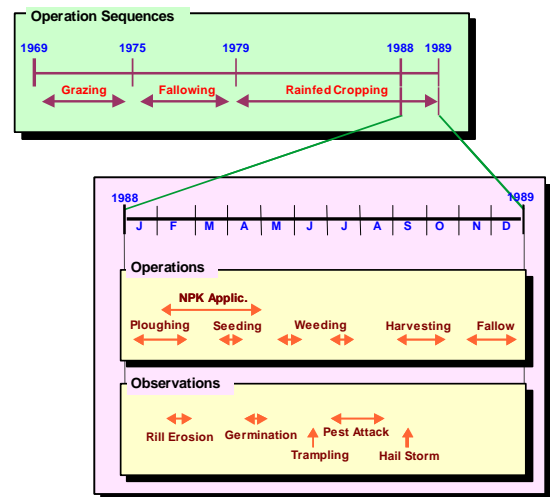 Operation Sequences
1969 1975 1979 1988 1989
Grazing Fallowing Rainfed Cropping
1988 1989
J F M A M J J A S O N D
Operations
NPK Applic.
Ploughing Seeding Weeding Harvesting Fallow
Observations
Rill Erosion Germination Pest Attack
Trampling Hail Storm